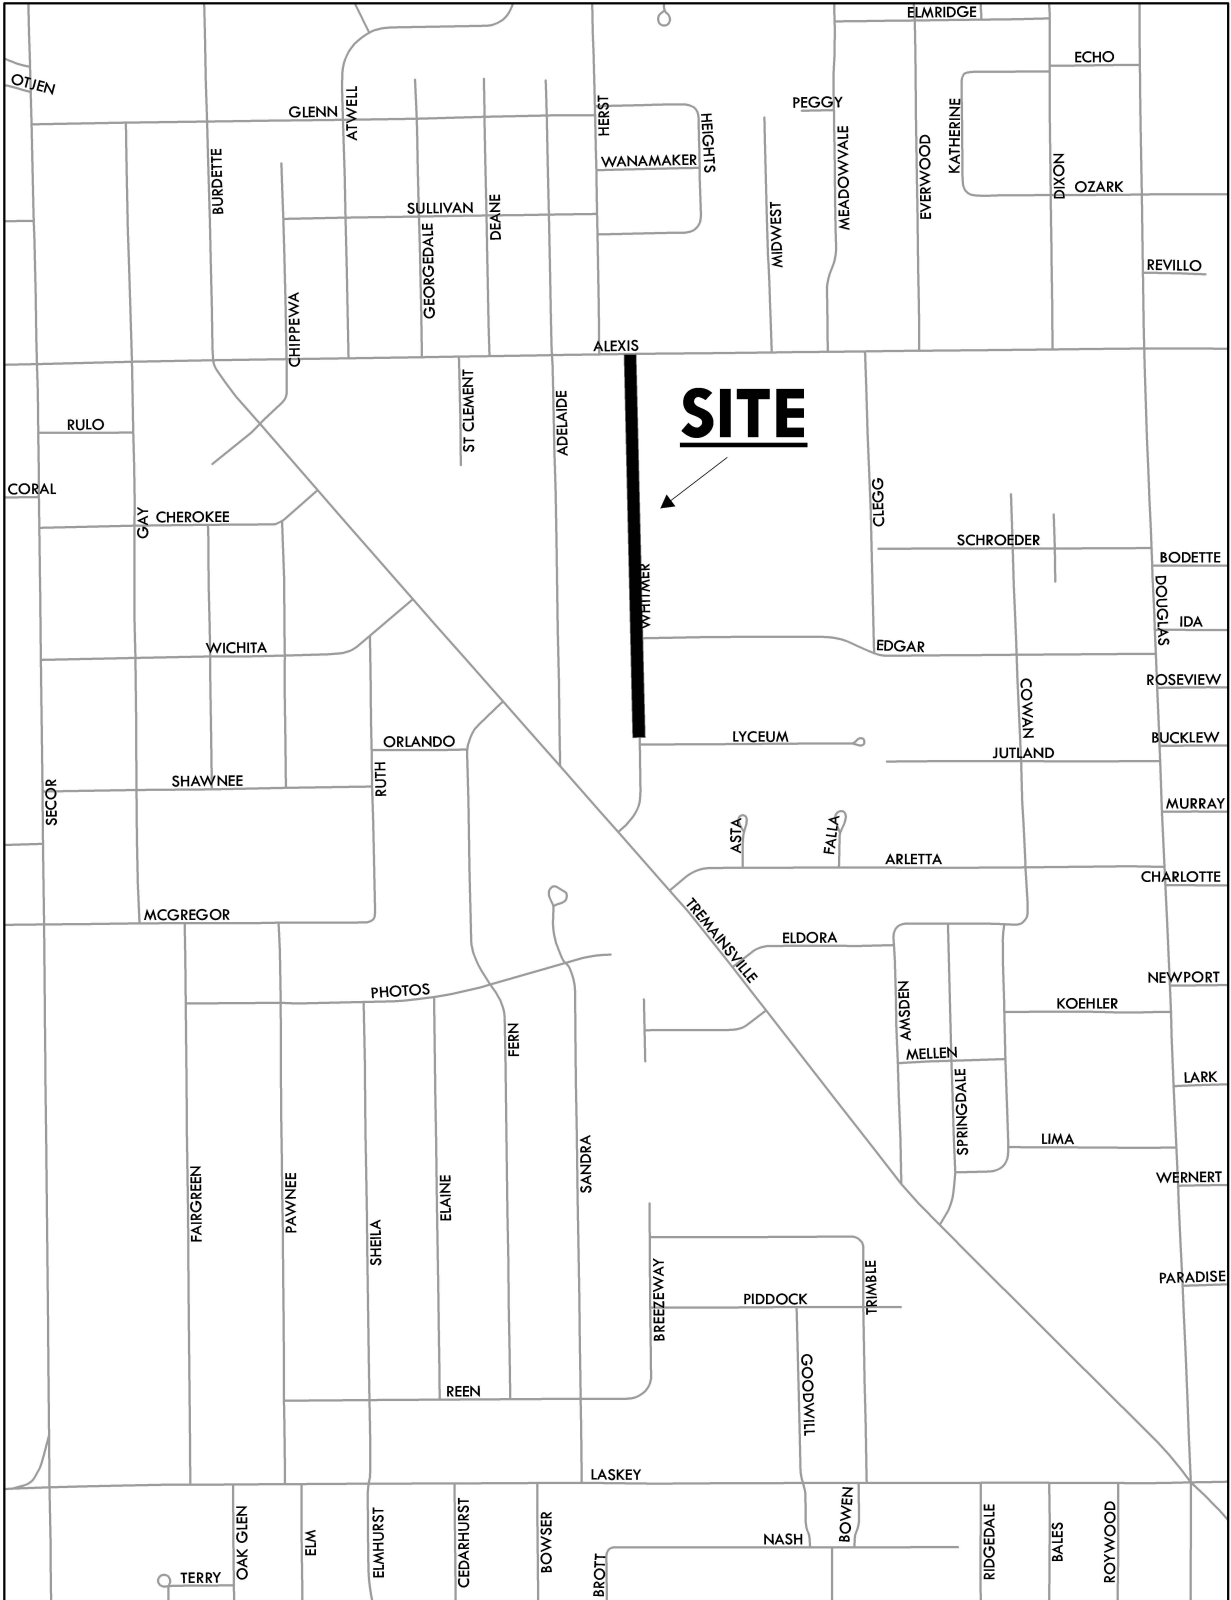 ELMRIDGE
ECHO
OTJEN
GLENN
ATWELL
HERST
HEIGHTS
PEGGY
KATHERINE
BURDETTE
WANAMAKER
MEADOWVALE
EVERWOOD
DIXON
OZARK
SULLIVAN
DEANE
GEORGEDALE
MIDWEST
REVILLO
CHIPPEWA
ALEXIS
ST CLEMENT
ADELAIDE
SITE
RULO
CORAL
GAY
CHEROKEE
CLEGG
SCHROEDER
BODETTE
WHITMER
DOUGLAS
IDA
WICHITA
EDGAR
ROSEVIEW
COWAN
ORLANDO
LYCEUM
BUCKLEW
JUTLAND
SECOR
SHAWNEE
RUTH
MURRAY
ASTA
FALLA
ARLETTA
CHARLOTTE
MCGREGOR
TREMAINSVILLE
ELDORA
NEWPORT
PHOTOS
AMSDEN
KOEHLER
FERN
MELLEN
LARK
SPRINGDALE
LIMA
SANDRA
WERNERT
FAIRGREEN
PAWNEE
ELAINE
SHEILA
BREEZEWAY
TRIMBLE
PARADISE
PIDDOCK
GOODWILL
REEN
LASKEY
OAK GLEN
ELM
ELMHURST
CEDARHURST
BOWSER
BROTT
NASH
BOWEN
RIDGEDALE
BALES
ROYWOOD
TERRY